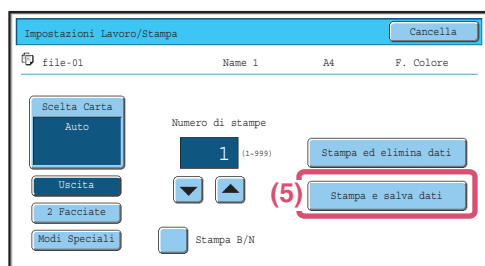 Impostazioni Lavoro/Stampa
Cancella
file-01 Name 1 A4 F. Colore
Scelta Carta
Auto
Numero di stampe
1 (1-999)
Stampa ed elimina dati
Uscita
(5) Stampa e salva dati
2 Facciate
Modi Speciali
Stampa B/N